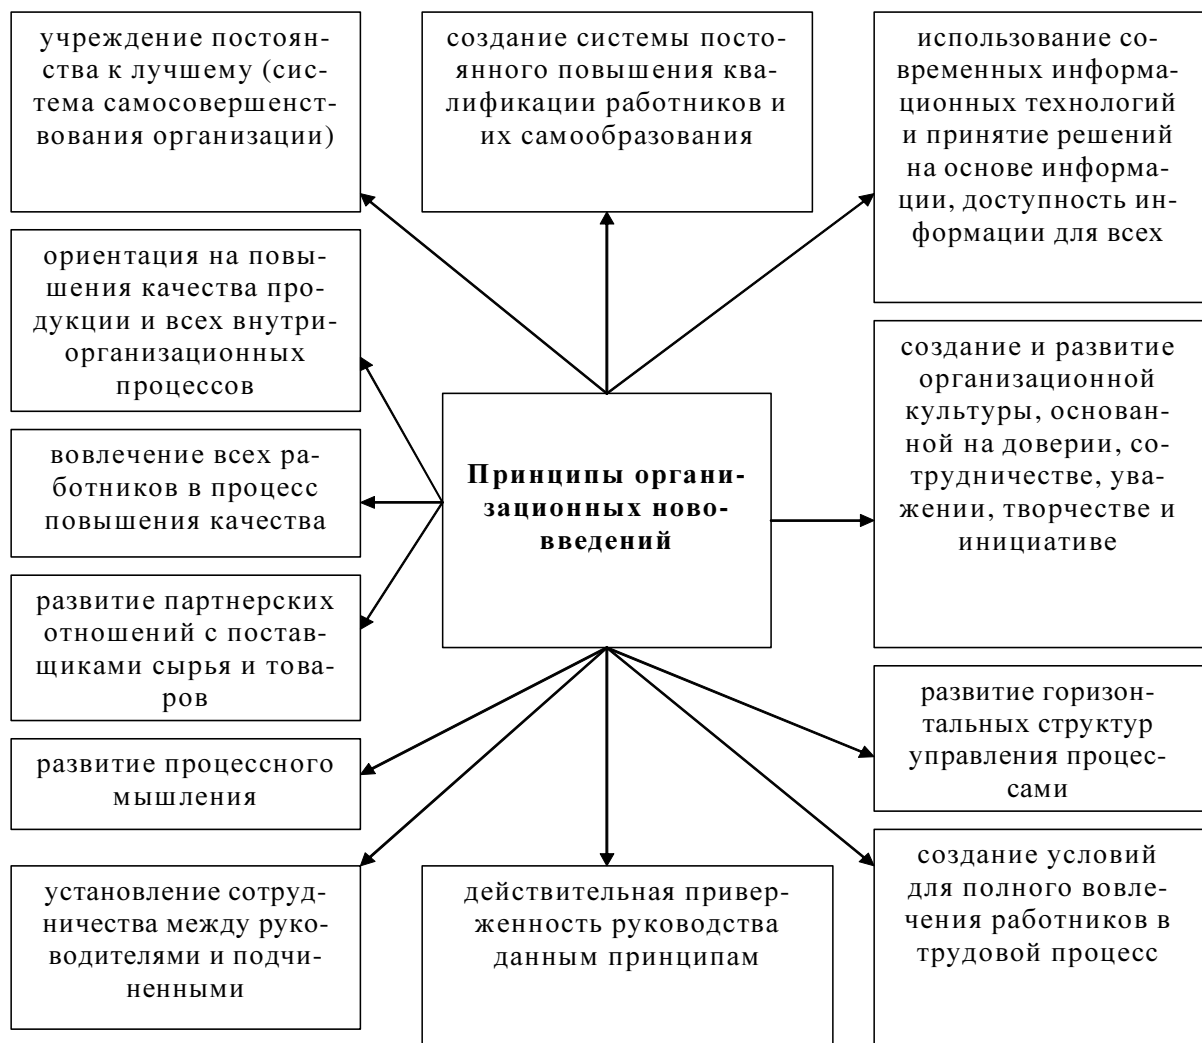 учреждение постоян-
ства к лучшему (сис-
тема самосовершенст-
вования организации)
создание системы посто-
янного повышения ква-
лификации работников и
их самообразования
использование со-
временных информа-
ционных технологий
и принятие решений
на основе информа-
ции, доступность ин-
формации для всех
ориентация на повы-
шения качества про-
дукции и всех внутри-
организационных
процессов
создание и развитие
организационной
культуры, основан-
ной на доверии, со-
трудничестве, ува-
жении, творчестве и
инициативе
вовлечение всех ра-
ботников в процесс
повышения качества
Принципы органи-
зационных ново-
введений
развитие партнерских
отношений с постав-
щиками сырья и това-
ров
развитие горизон-
тальных структур
управления процес-
сами
развитие процессного
мышления
установление сотруд-
ничества между руко-
водителями и подчи-
ненными
действительная привер-
женность руководства
данным принципам
создание условий
для полного вовле-
чения работников в
трудовой процесс